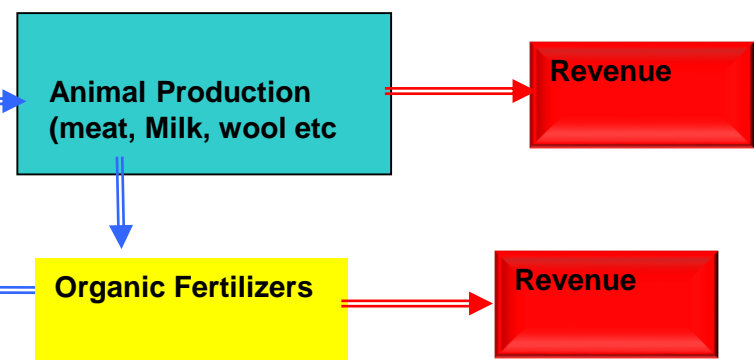 Animal Production
(meat, Milk, wool etc
Revenue
Organic Fertilizers
Revenue